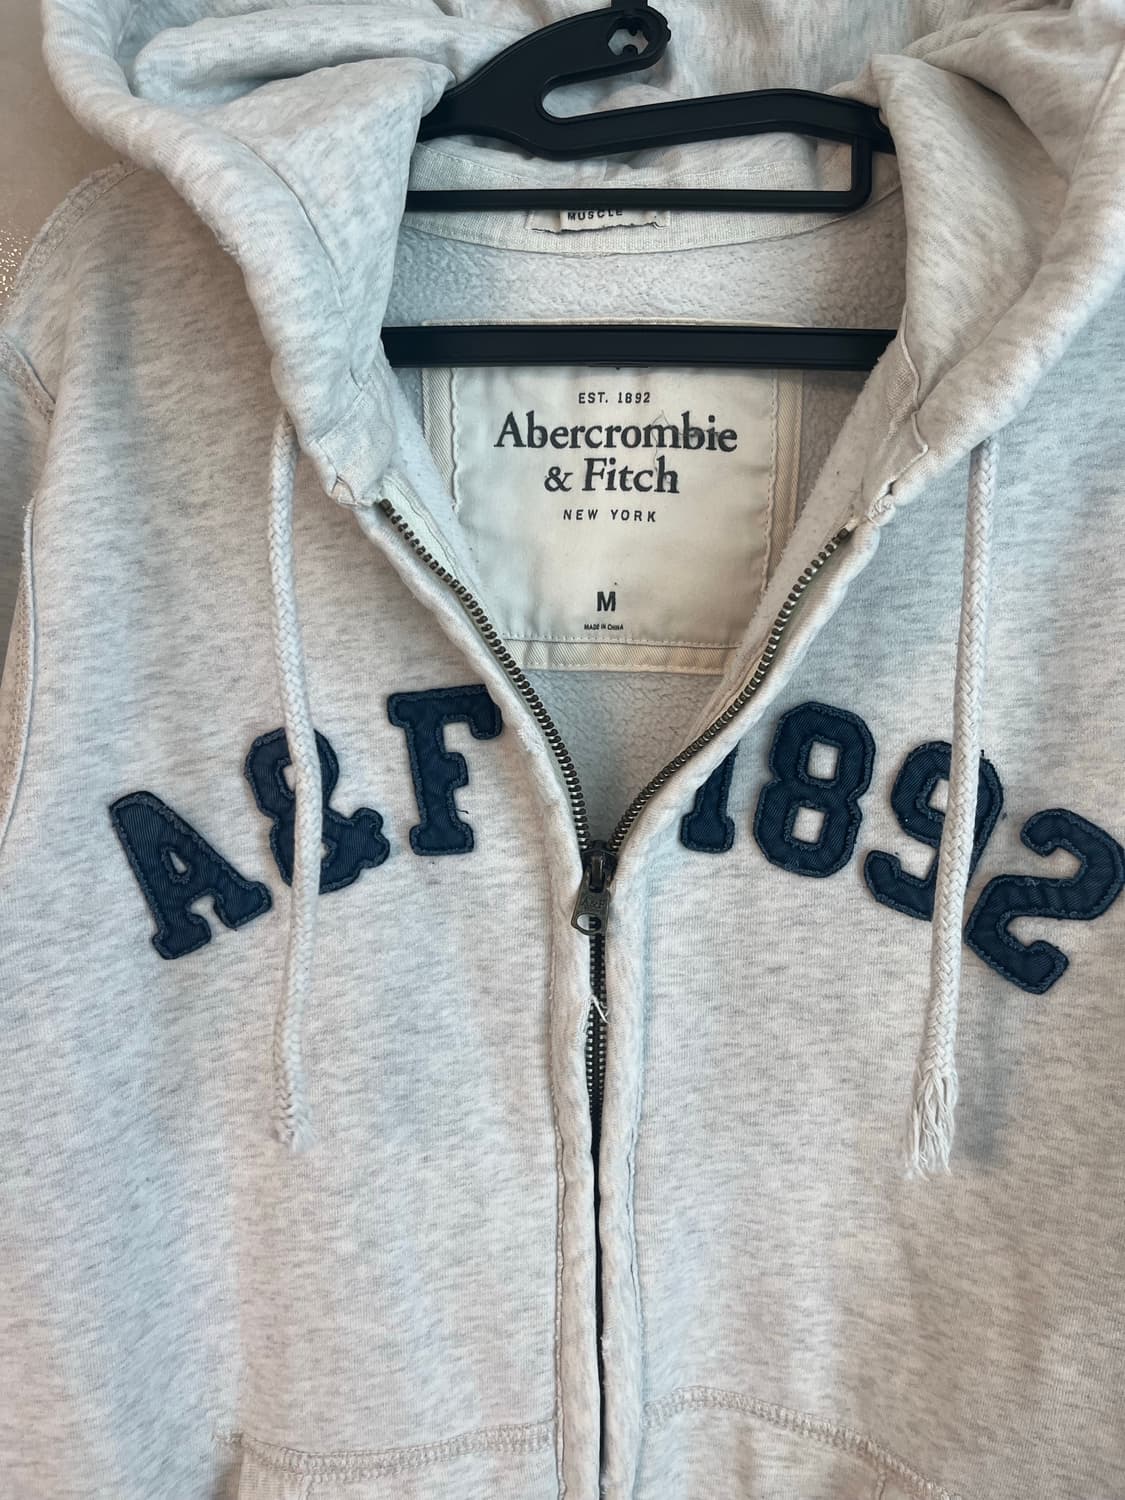 MUSCLE
EST. 1892
Abercrombie
& Fitch
NEW YORK
M
MADE IN CHINA
A&F 1892